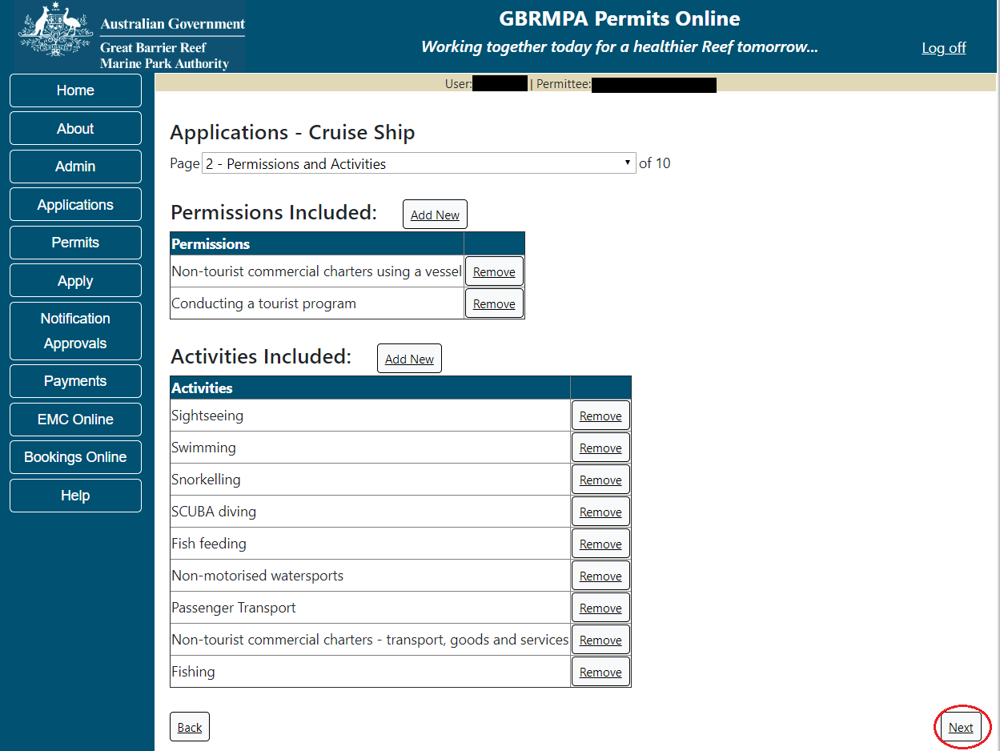 Australian Government
Great Barrier Reef
Marine Park Authority
GBRMPA Permits Online
Working together today for a healthier Reef tomorrow...
Log off
User: | Permittee:
Home
About
Admin
Applications
Permits
Apply
Notification
Approvals
Payments
EMC Online
Bookings Online
Help
Applications - Cruise Ship
Page 2 - Permissions and Activities of 10
Permissions Included: Add New
Permissions
Non-tourist commercial charters using a vessel Remove
Conducting a tourist program Remove
Activities Included: Add New
Activities
Sightseeing Remove
Swimming Remove
Snorkelling Remove
SCUBA diving Remove
Fish feeding Remove
Non-motorised watersports Remove
Passenger Transport Remove
Non-tourist commercial charters - transport, goods and services Remove
Fishing Remove
Back Next